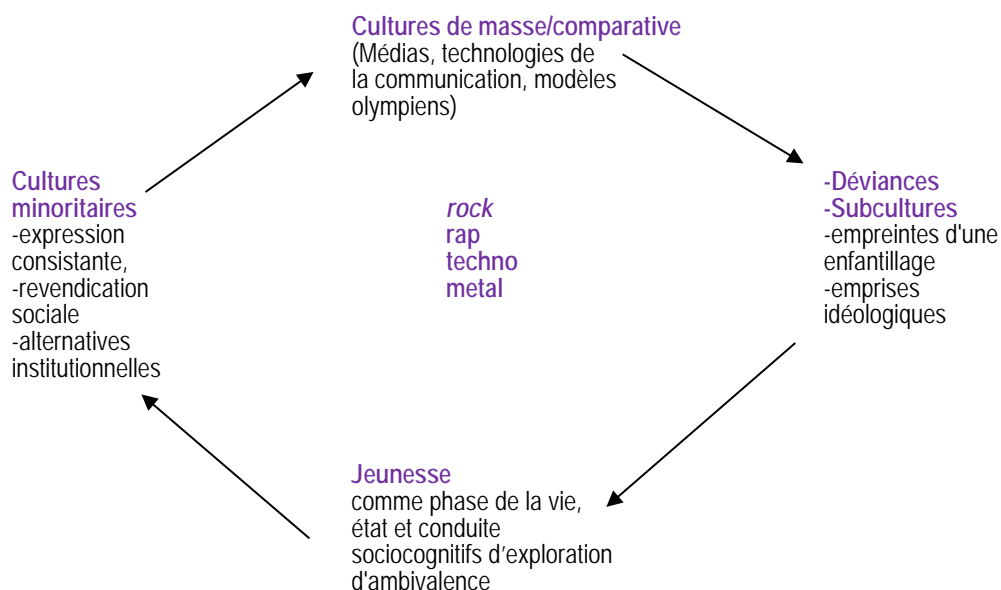 Cultures de masse/comparative
(Médias, technologies de
la communication, modèles
olympiens)
Cultures
minoritaires
-expression
consistante,
-revendication
sociale
-alternatives
institutionnelles
rock
rap
techno
metal
-Déviances
-Subcultures
-empreintes d'une
enfantillage
-emprises
idéologiques
Jeunesse
comme phase de la vie,
état et conduite
sociocognitifs d’exploration
d'ambivalence